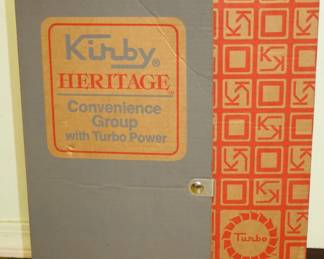 Kirby®
HERITAGE®
Convenience
Group
with Turbo Power
Turbo